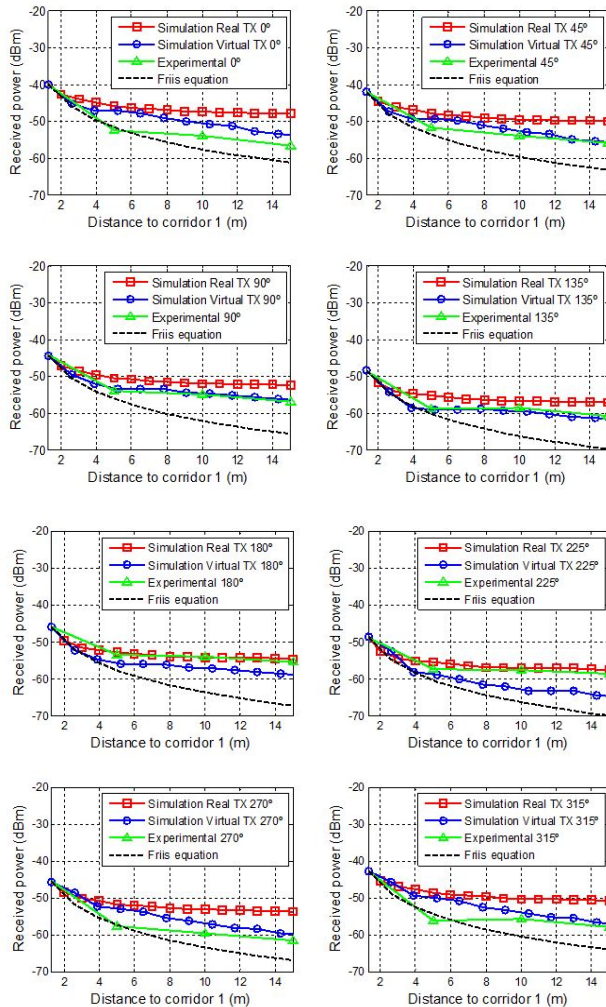 -20
-30
-40
-50
-60
-70
Received power (dBm)
Simulation Real TX 0º
Simulation Virtual TX 0º
Experimental 0º
Friis equation
2 4 6 8 10 12 14
Distance to corridor 1 (m)
-20
-30
-40
-50
-60
-70
Received power (dBm)
Simulation Real TX 45º
Simulation Virtual TX 45º
Experimental 45º
Friis equation
2 4 6 8 10 12 14
Distance to corridor 1 (m)
-20
-30
-40
-50
-60
-70
Received power (dBm)
Simulation Real TX 90º
Simulation Virtual TX 90º
Experimental 90º
Friis equation
2 4 6 8 10 12 14
Distance to corridor 1 (m)
-20
-30
-40
-50
-60
-70
Received power (dBm)
Simulation Real TX 135º
Simulation Virtual TX 135º
Experimental 135º
Friis equation
2 4 6 8 10 12 14
Distance to corridor 1 (m)
-20
-30
-40
-50
-60
-70
Received power (dBm)
Simulation Real TX 180º
Simulation Virtual TX 180º
Experimental 180º
Friis equation
2 4 6 8 10 12 14
Distance to corridor 1 (m)
-20
-30
-40
-50
-60
-70
Received power (dBm)
Simulation Real TX 225º
Simulation Virtual TX 225º
Experimental 225º
Friis equation
2 4 6 8 10 12 14
Distance to corridor 1 (m)
-20
-30
-40
-50
-60
-70
Received power (dBm)
Simulation Real TX 270º
Simulation Virtual TX 270º
Experimental 270º
Friis equation
2 4 6 8 10 12 14
Distance to corridor 1 (m)
-20
-30
-40
-50
-60
-70
Received power (dBm)
Simulation Real TX 315º
Simulation Virtual TX 315º
Experimental 315º
Friis equation
2 4 6 8 10 12 14
Distance to corridor 1 (m)